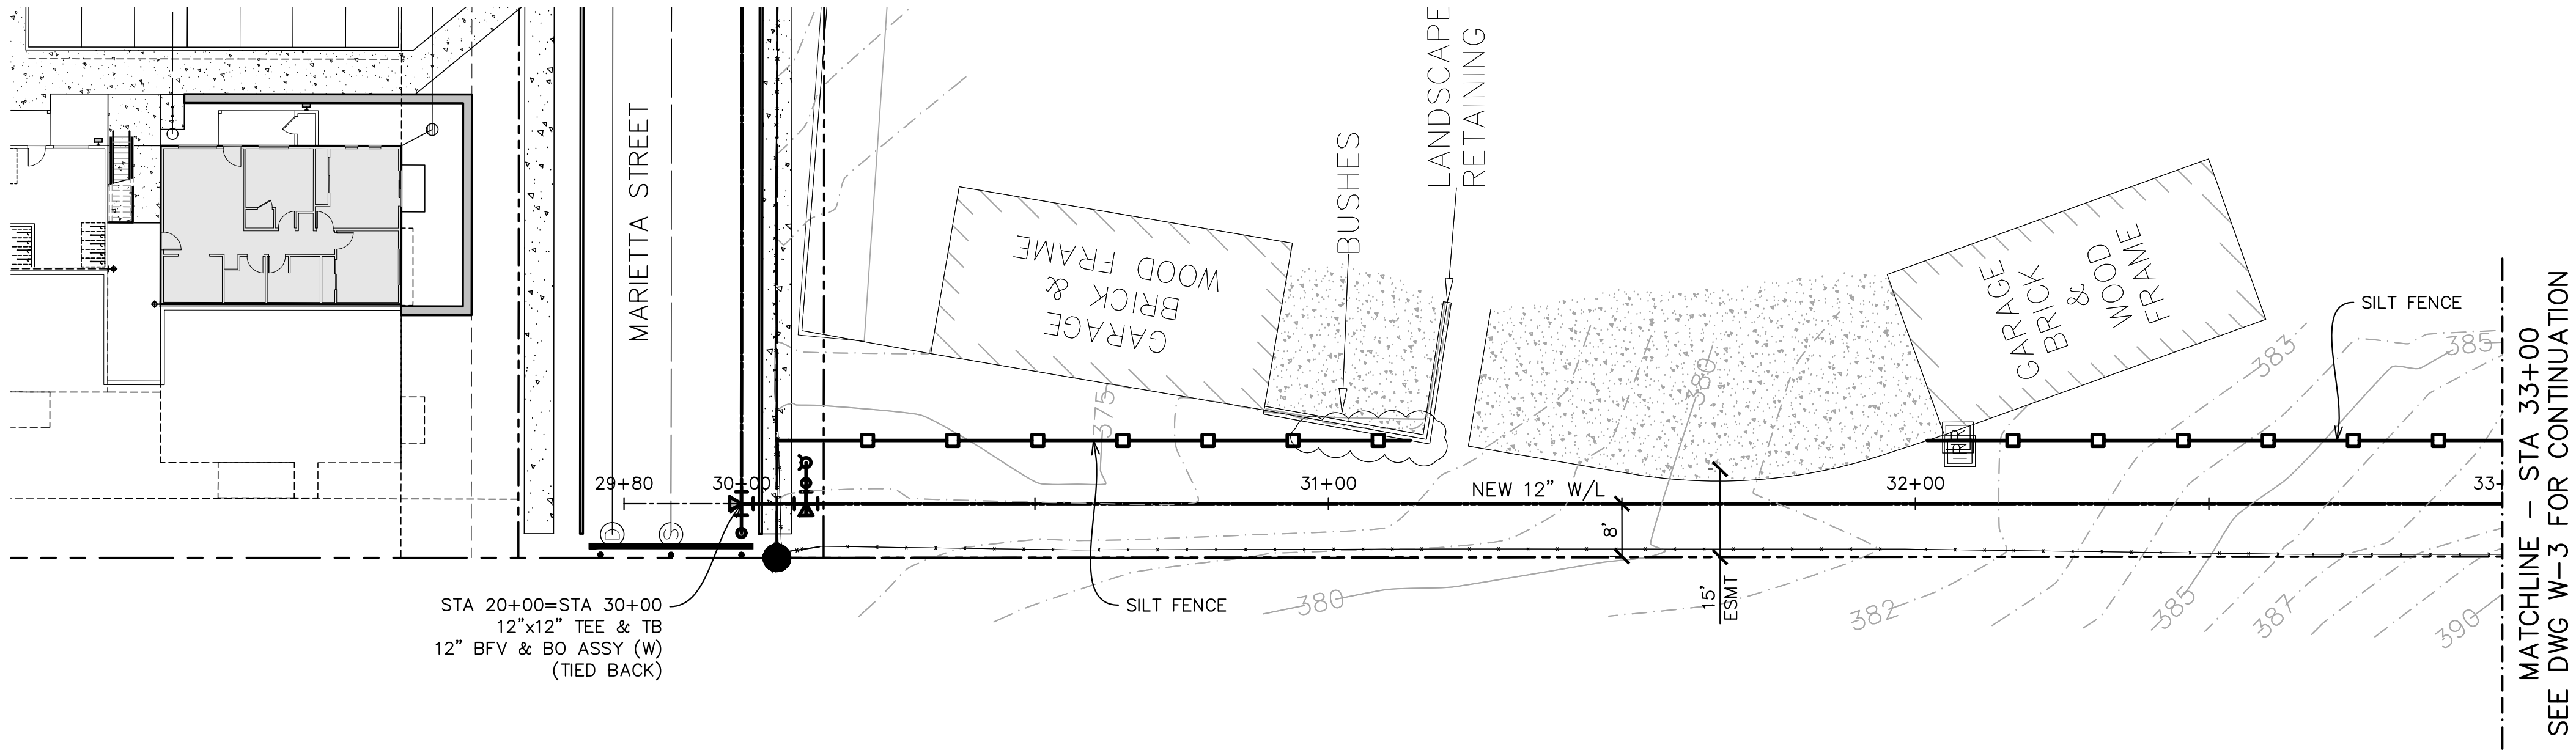 MARIETTA STREET
GARAGE
BRICK &
WOOD FRAME
BUSHES
LANDSCAPE
RETAINING
GARAGE
BRICK
&
WOOD
FRAME
SILT FENCE
375
380
383
385
IRR
29+80
30+00
31+00
NEW 12" W/L
32+00
33+
D
S
8'
15'
ESMT
STA 20+00=STA 30+00
12"x12" TEE & TB
12" BFV & BO ASSY (W)
(TIED BACK)
SILT FENCE
380
382
385
387
390
MATCHLINE - STA 33+00
SEE DWG W-3 FOR CONTINUATION